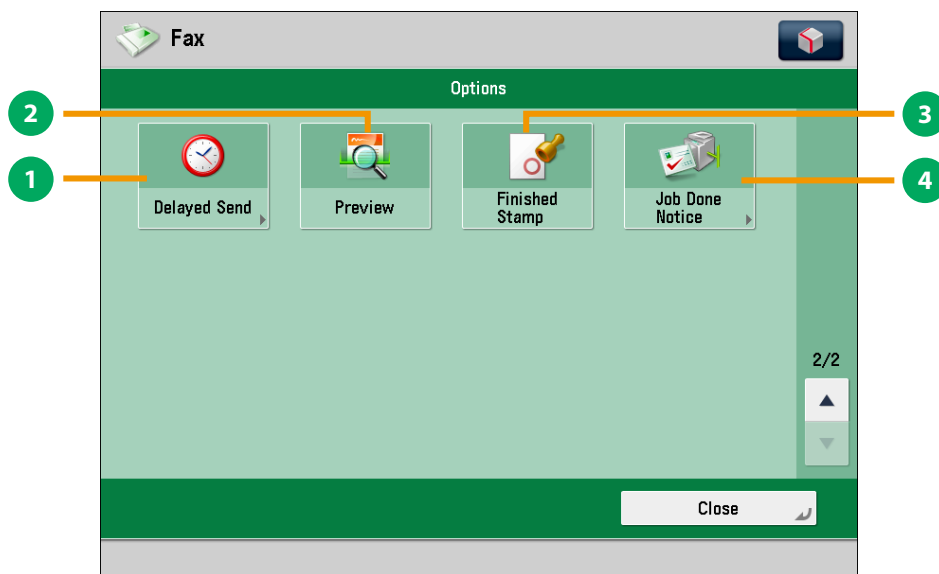 Fax
Options
2
3
1
4
Delayed Send
Preview
Finished
Stamp
Job Done
Notice
2/2
Close